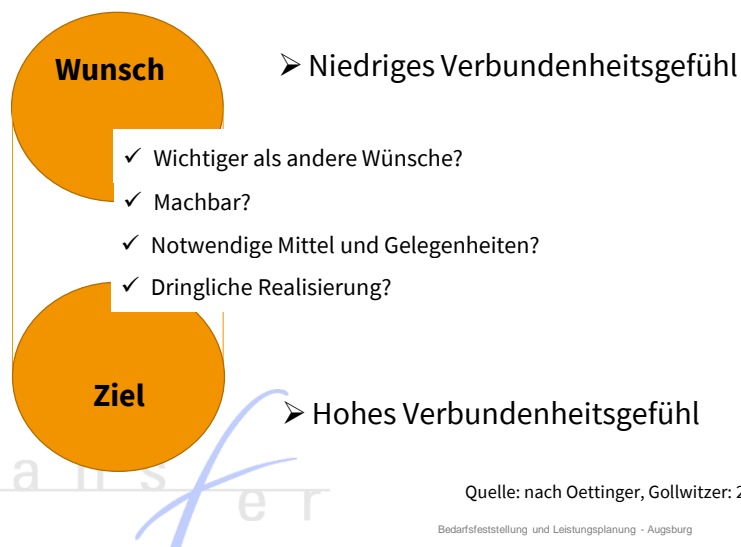 Wunsch
➢ Niedriges Verbundenheitsgefühl
✓ Wichtiger als andere Wünsche?
✓ Machbar?
✓ Notwendige Mittel und Gelegenheiten?
✓ Dringliche Realisierung?
Ziel
➢ Hohes Verbundenheitsgefühl
a n s f e r
Quelle: nach Oettinger, Gollwitzer: 2
Bedarfsfeststellung und Leistungsplanung - Augsburg